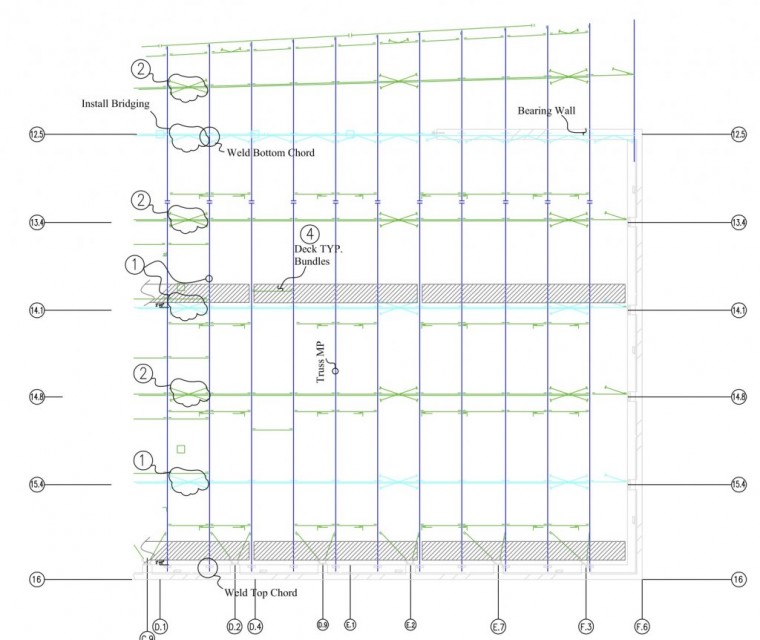 2
Install Bridging
Bearing Wall
12.5
12.5
Weld Bottom Chord
2
13.4
13.4
4
Deck TYP.
Bundles
1
14.1
14.1
Truss MP
2
14.8
14.8
1
15.4
15.4
16
16
Weld Top Chord
C.9
D.1
D.2
D.4
D.9
E.1
E.2
E.7
F.3
F.6